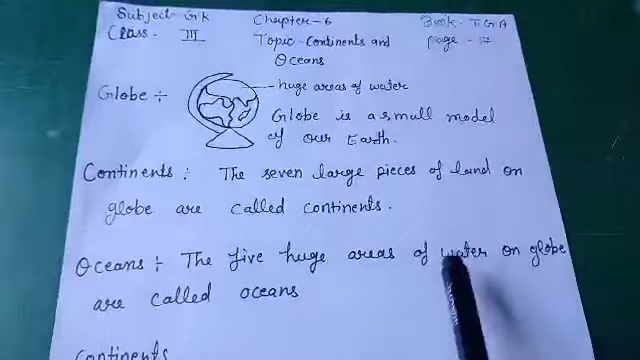 Subject- G.K Chapter-6 Book- T.G.A
Class- III Topic-Continents and page - 17
Oceans
huge areas of water
Globe ÷
Globe is a small model
of our Earth.
Continents : The seven large pieces of land on
globe are called continents.
Oceans ÷ The five huge areas of water on globe
are called oceans
Continents